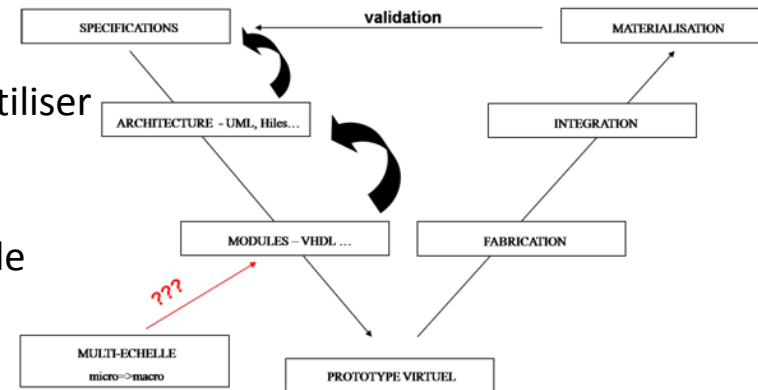 SPECIFICATIONS
validation
MATERIALISATION
tiliser
ARCHITECTURE - UML, Hiles...
INTEGRATION
MODULES – VHDL ...
FABRICATION
le
???
MULTI-ECHELLE
micro=>macro
PROTOTYPE VIRTUEL